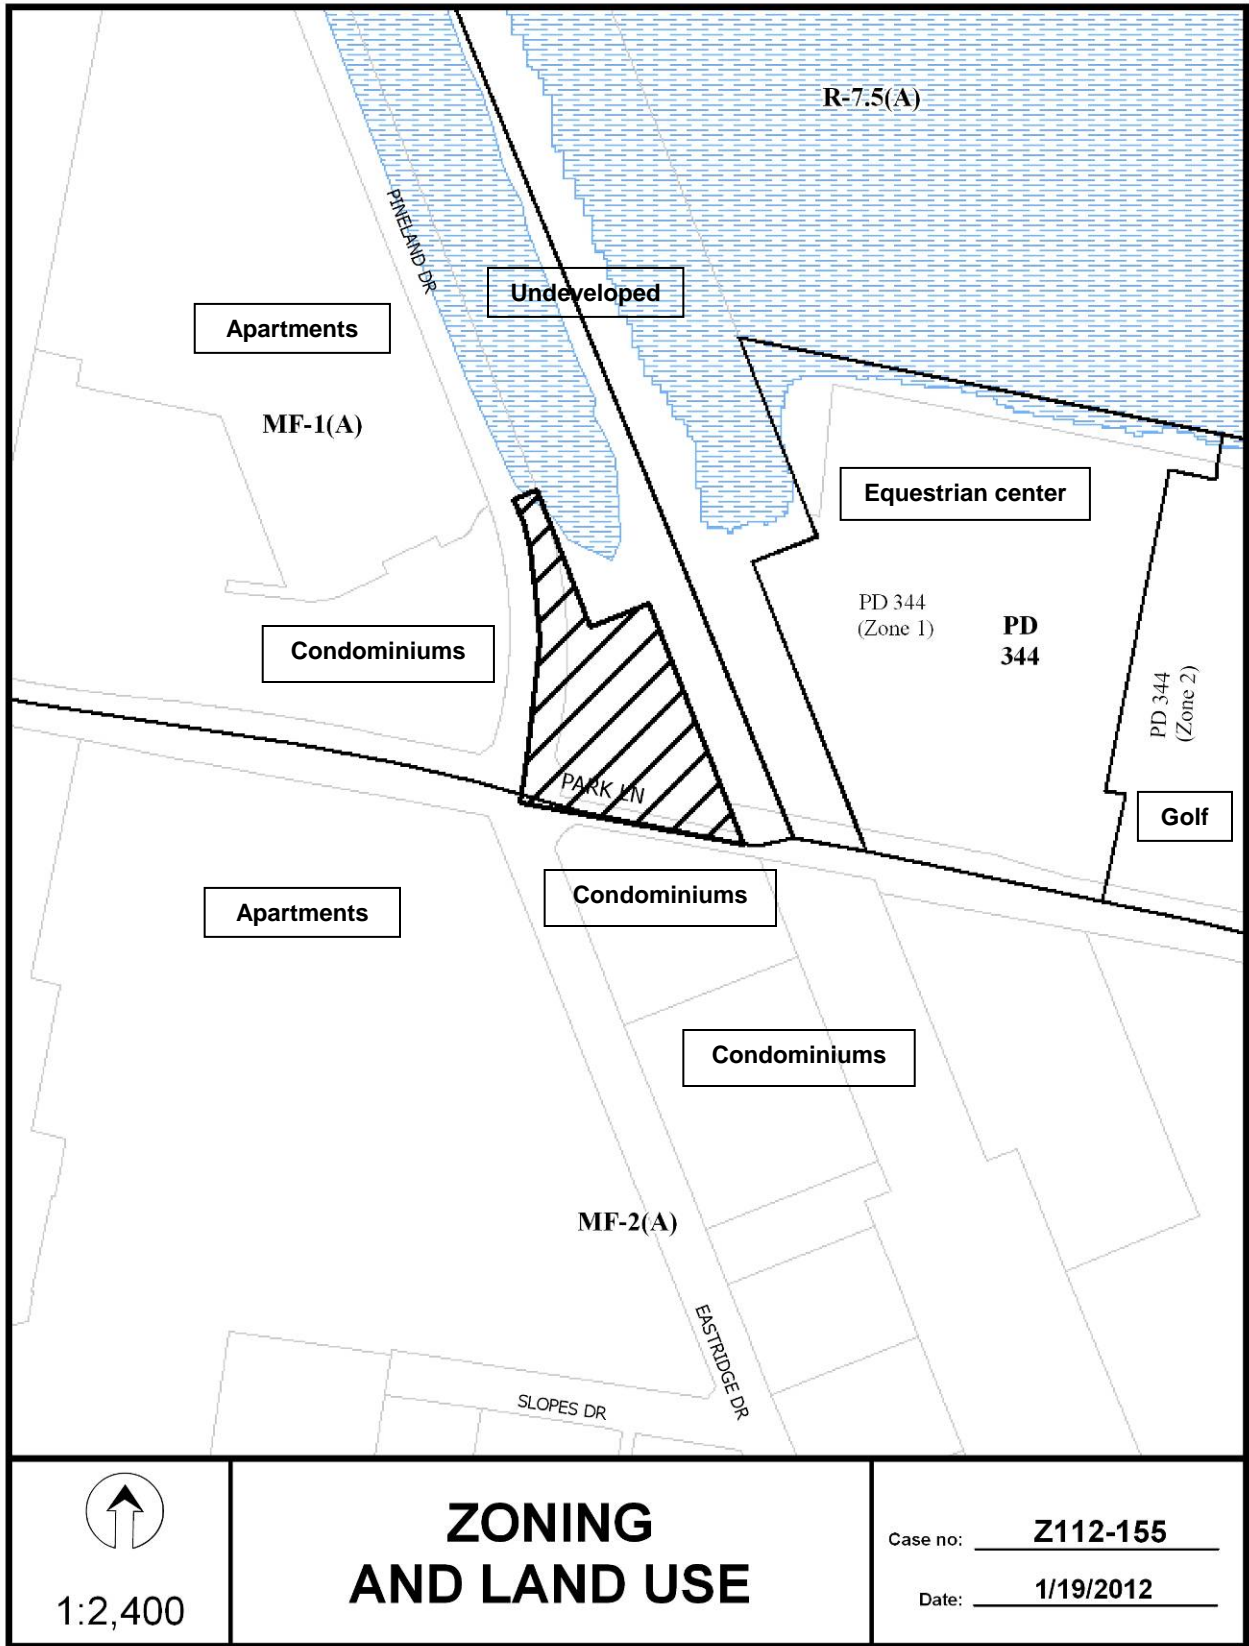 R-7.5(A)
PINELAND DR
Undeveloped
Apartments
MF-1(A)
Equestrian center
PD 344
(Zone 1)
PD
344
Condominiums
PD 344
(Zone 2)
PARK LN
Golf
Condominiums
Apartments
Condominiums
MF-2(A)
EASTRIDGE DR
SLOPES DR
1:2,400
ZONING
AND LAND USE
Case no: Z112-155
Date: 1/19/2012